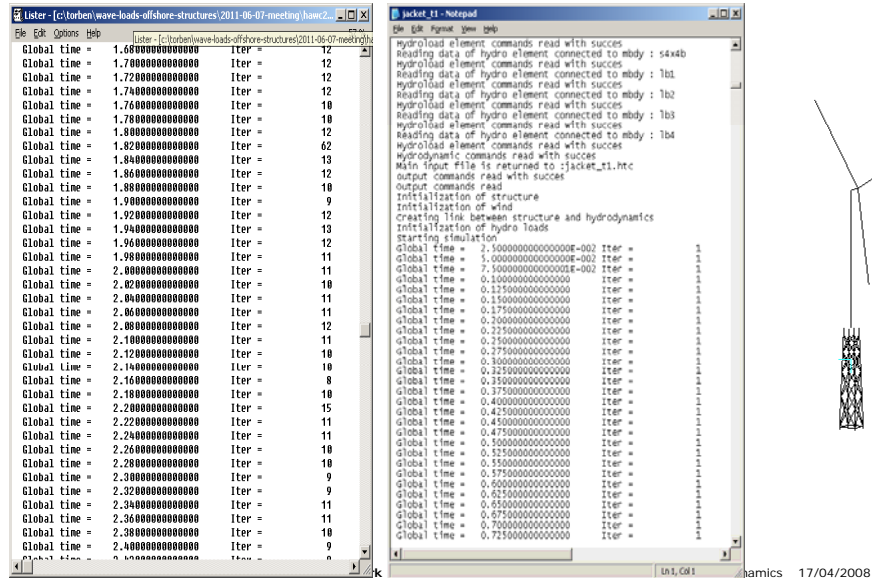 Lister - [c:\torben\wave-loads-offshore-structures\2011-06-07-meeting\hawc2...
File Edit Options Help
Lister - [c:\torben\wave-loads-offshore-structures\2011-06-07-meeting\ha
Global time = 1.68000000000000 Iter = 12
Global time = 1.70000000000000 Iter = 12
Global time = 1.72000000000000 Iter = 12
Global time = 1.74000000000000 Iter = 12
Global time = 1.76000000000000 Iter = 10
Global time = 1.78000000000000 Iter = 10
Global time = 1.80000000000000 Iter = 12
Global time = 1.82000000000000 Iter = 62
Global time = 1.84000000000000 Iter = 13
Global time = 1.86000000000000 Iter = 12
Global time = 1.88000000000000 Iter = 10
Global time = 1.90000000000000 Iter = 9
Global time = 1.92000000000000 Iter = 12
Global time = 1.94000000000000 Iter = 13
Global time = 1.96000000000000 Iter = 12
Global time = 1.98000000000000 Iter = 11
Global time = 2.00000000000000 Iter = 11
Global time = 2.02000000000000 Iter = 10
Global time = 2.04000000000000 Iter = 11
Global time = 2.06000000000000 Iter = 11
Global time = 2.08000000000000 Iter = 12
Global time = 2.10000000000000 Iter = 11
Global time = 2.12000000000000 Iter = 10
Global time = 2.14000000000000 Iter = 10
Global time = 2.16000000000000 Iter = 8
Global time = 2.18000000000000 Iter = 10
Global time = 2.20000000000000 Iter = 15
Global time = 2.22000000000000 Iter = 11
Global time = 2.24000000000000 Iter = 11
Global time = 2.26000000000000 Iter = 10
Global time = 2.28000000000000 Iter = 10
Global time = 2.30000000000000 Iter = 9
Global time = 2.32000000000000 Iter = 9
Global time = 2.34000000000000 Iter = 11
Global time = 2.36000000000000 Iter = 11
Global time = 2.38000000000000 Iter = 10
Global time = 2.40000000000000 Iter = 9
jacket_t1 - Notepad
File Edit Format View Help
Hydroload element commands read with succes
Reading data of hydro element connected to mbdy : s4x4b
Hydroload element commands read with succes
Reading data of hydro element connected to mbdy : lb1
Hydroload element commands read with succes
Reading data of hydro element connected to mbdy : lb2
Hydroload element commands read with succes
Reading data of hydro element connected to mbdy : lb3
Hydroload element commands read with succes
Reading data of hydro element connected to mbdy : lb4
Hydroload element commands read with succes
Hydrodynamic commands read with succes
Main input file is returned to :jacket_t1.htc
output commands read with succes
Output commands read
Initialization of structure
Initialization of wind
Creating link between structure and hydrodynamics
Initialization of hydro loads
Starting simulation
Global time = 2.500000000000000E-002 Iter = 1
Global time = 5.000000000000000E-002 Iter = 1
Global time = 7.500000000000001E-002 Iter = 1
Global time = 0.100000000000000 Iter = 1
Global time = 0.125000000000000 Iter = 1
Global time = 0.150000000000000 Iter = 1
Global time = 0.175000000000000 Iter = 1
Global time = 0.200000000000000 Iter = 1
Global time = 0.225000000000000 Iter = 1
Global time = 0.250000000000000 Iter = 1
Global time = 0.275000000000000 Iter = 1
Global time = 0.300000000000000 Iter = 1
Global time = 0.325000000000000 Iter = 1
Global time = 0.350000000000000 Iter = 1
Global time = 0.375000000000000 Iter = 1
Global time = 0.400000000000000 Iter = 1
Global time = 0.425000000000000 Iter = 1
Global time = 0.450000000000000 Iter = 1
Global time = 0.475000000000000 Iter = 1
Global time = 0.500000000000000 Iter = 1
Global time = 0.525000000000000 Iter = 1
Global time = 0.550000000000000 Iter = 1
Global time = 0.575000000000000 Iter = 1
Global time = 0.600000000000000 Iter = 1
Global time = 0.625000000000000 Iter = 1
Global time = 0.650000000000000 Iter = 1
Global time = 0.675000000000000 Iter = 1
Global time = 0.700000000000000 Iter = 1
Global time = 0.725000000000000 Iter = 1
Ln 1, Col 1
rk
namics 17/04/2008